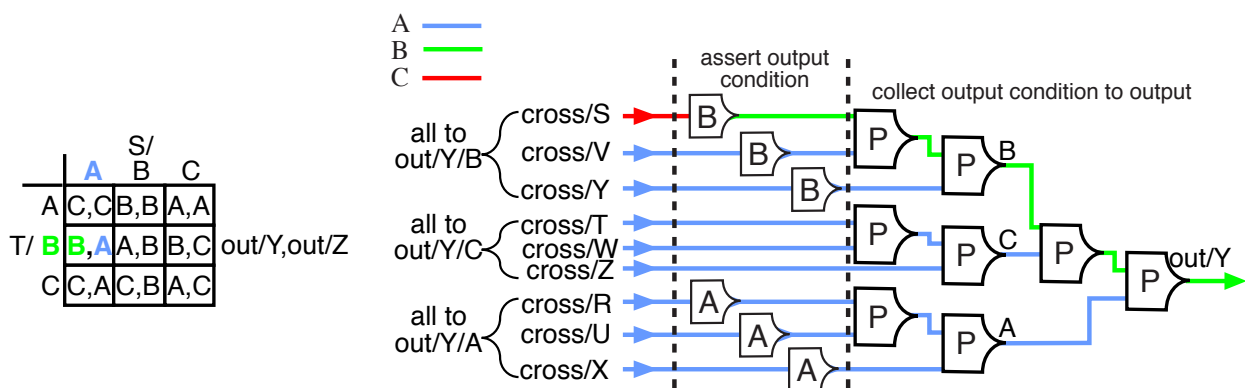 A
B
C
assert output
condition
collect output condition to output
S/
A B C
A C,C B,B A,A
T/ B B,A A,B B,C out/Y,out/Z
C C,A C,B A,C
all to
out/Y/B
cross/S
cross/V
cross/Y
B
B
B
P
P
B
all to
out/Y/C
cross/T
cross/W
cross/Z
P
P
C
P
P
out/Y
all to
out/Y/A
cross/R
cross/U
cross/X
A
A
A
P
P
A